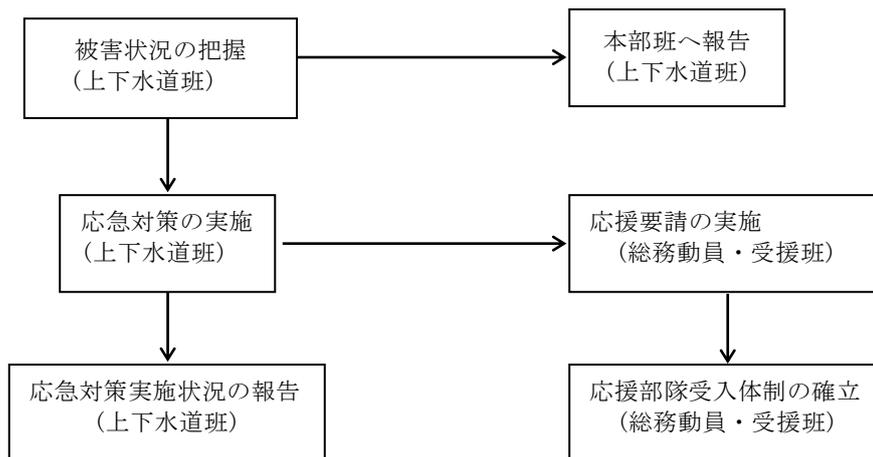 被害状況の把握
（上下水道班）
本部班へ報告
（上下水道班）
応急対策の実施
（上下水道班）
応援要請の実施
（総務動員・受援班）
応急対策実施状況の報告
（上下水道班）
応援部隊受入体制の確立
（総務動員・受援班）